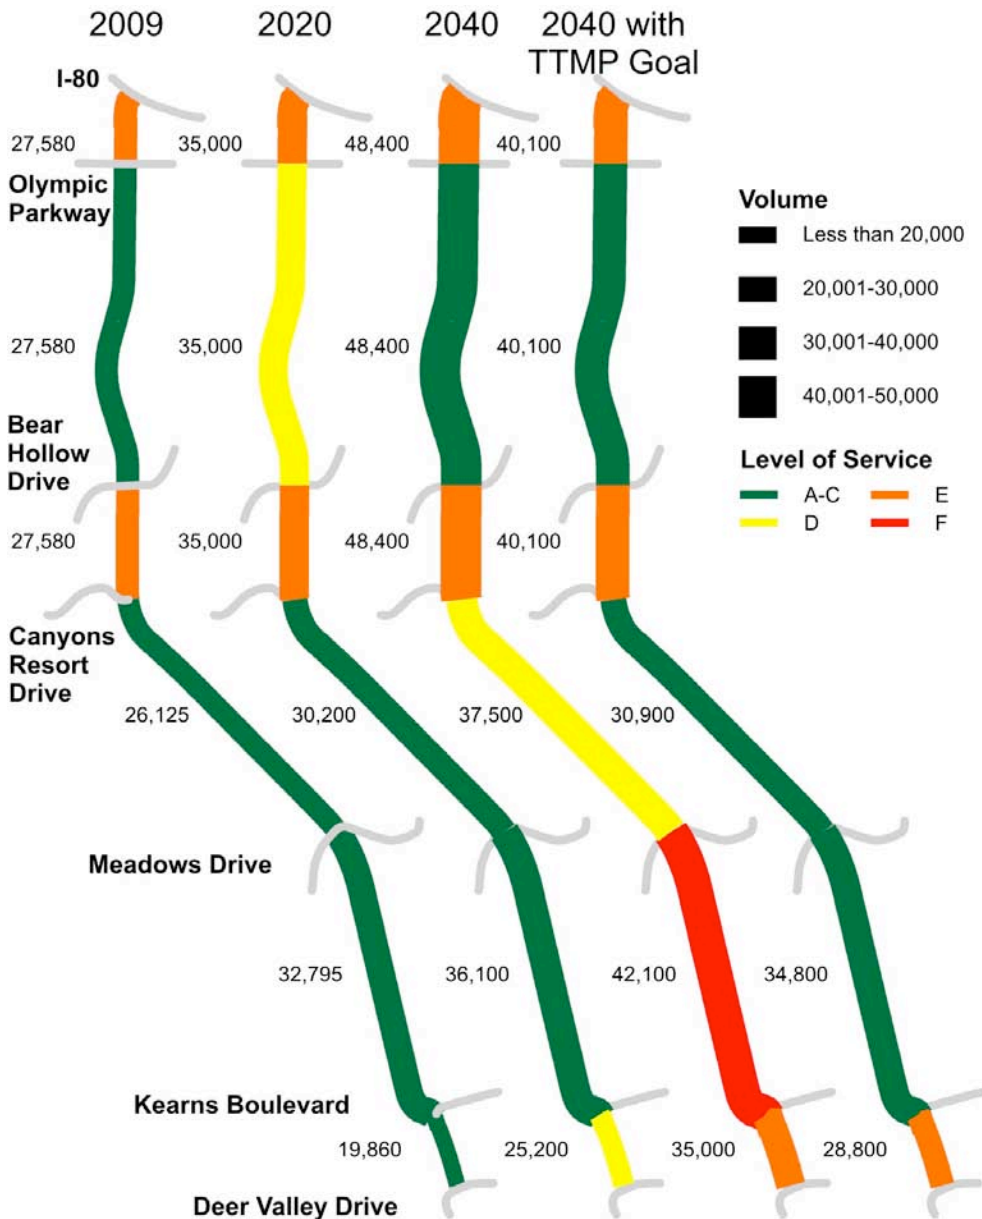 2009
2020
2040
2040 with
TTMP Goal
I-80
27,580
35,000
48,400
40,100
Olympic
Parkway
27,580
35,000
48,400
40,100
Bear
Hollow
Drive
27,580
35,000
48,400
40,100
Canyons
Resort
Drive
26,125
30,200
37,500
30,900
Meadows Drive
32,795
36,100
42,100
34,800
Kearns Boulevard
19,860
25,200
35,000
28,800
Deer Valley Drive
Volume
Less than 20,000
20,001-30,000
30,001-40,000
40,001-50,000
Level of Service
A-C
E
D
F